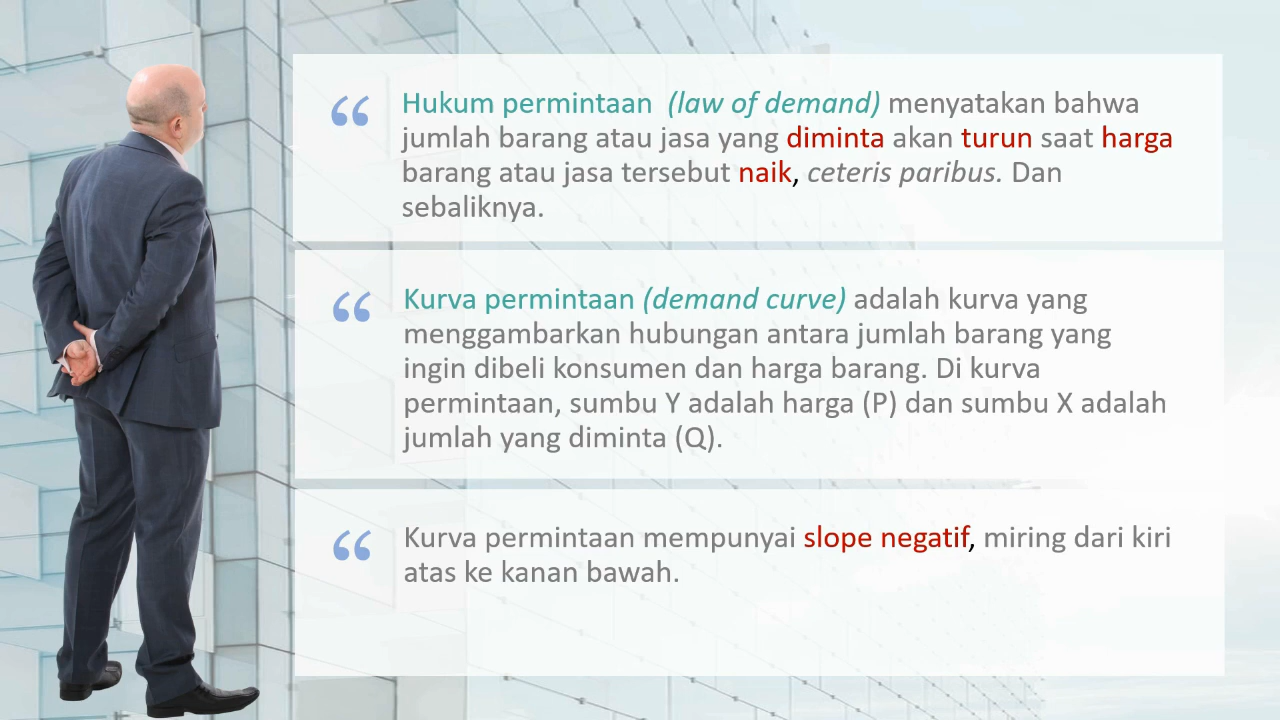 “ Hukum permintaan (law of demand) menyatakan bahwa
jumlah barang atau jasa yang diminta akan turun saat harga
barang atau jasa tersebut naik, ceteris paribus. Dan
sebaliknya.
“ Kurva permintaan (demand curve) adalah kurva yang
menggambarkan hubungan antara jumlah barang yang
ingin dibeli konsumen dan harga barang. Di kurva
permintaan, sumbu Y adalah harga (P) dan sumbu X adalah
jumlah yang diminta (Q).
“ Kurva permintaan mempunyai slope negatif, miring dari kiri
atas ke kanan bawah.